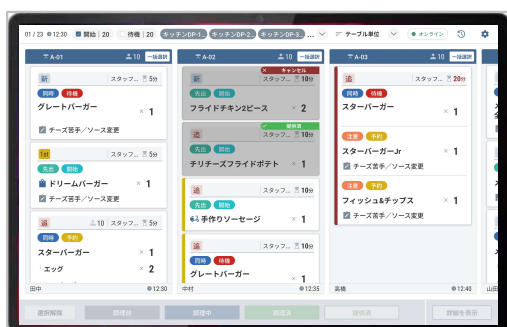 01 / 23 12:30 開始 | 20 待機 | 20 キッチンDP-1... キッチンDP-2... キッチンDP-3... ... テーブル単位 オンライン
A-01 10 一括選択
新 スタッフ... 5分
同時 待機
グレートバーガー × 1
チーズ苦手／ソース変更
1st スタッフ... 5分
先出 開始
ドリームバーガー × 1
チーズ苦手／ソース変更
追 10 スタッフ... 5分
同時 予約
スターバーガー × 1
エッグ × 2
田中 12:30
A-02 10 一括選択
× キャンセル
新 スタッフ... 10分
先出 開始
フライドチキン2ピース × 2
提供済
追 スタッフ... 10分
先出 開始
チリチーズフライドポテト × 1
追 スタッフ... 10分
先出 開始
手作りソーセージ × 1
追 スタッフ... 10分
同時 待機
グレートバーガー × 1
中村 12:35
A-03 10 一括選択
追 スタッフ... 20分
同時 待機
スターバーガー × 1
注意 予約
スターバーガーJr × 1
チーズ苦手／ソース変更
注意 予約
フィッシュ&チップス × 1
チーズ苦手／ソース変更
高橋 12:40
山田
選択解除 調理前 調理中 調理済 提供済 詳細を表示